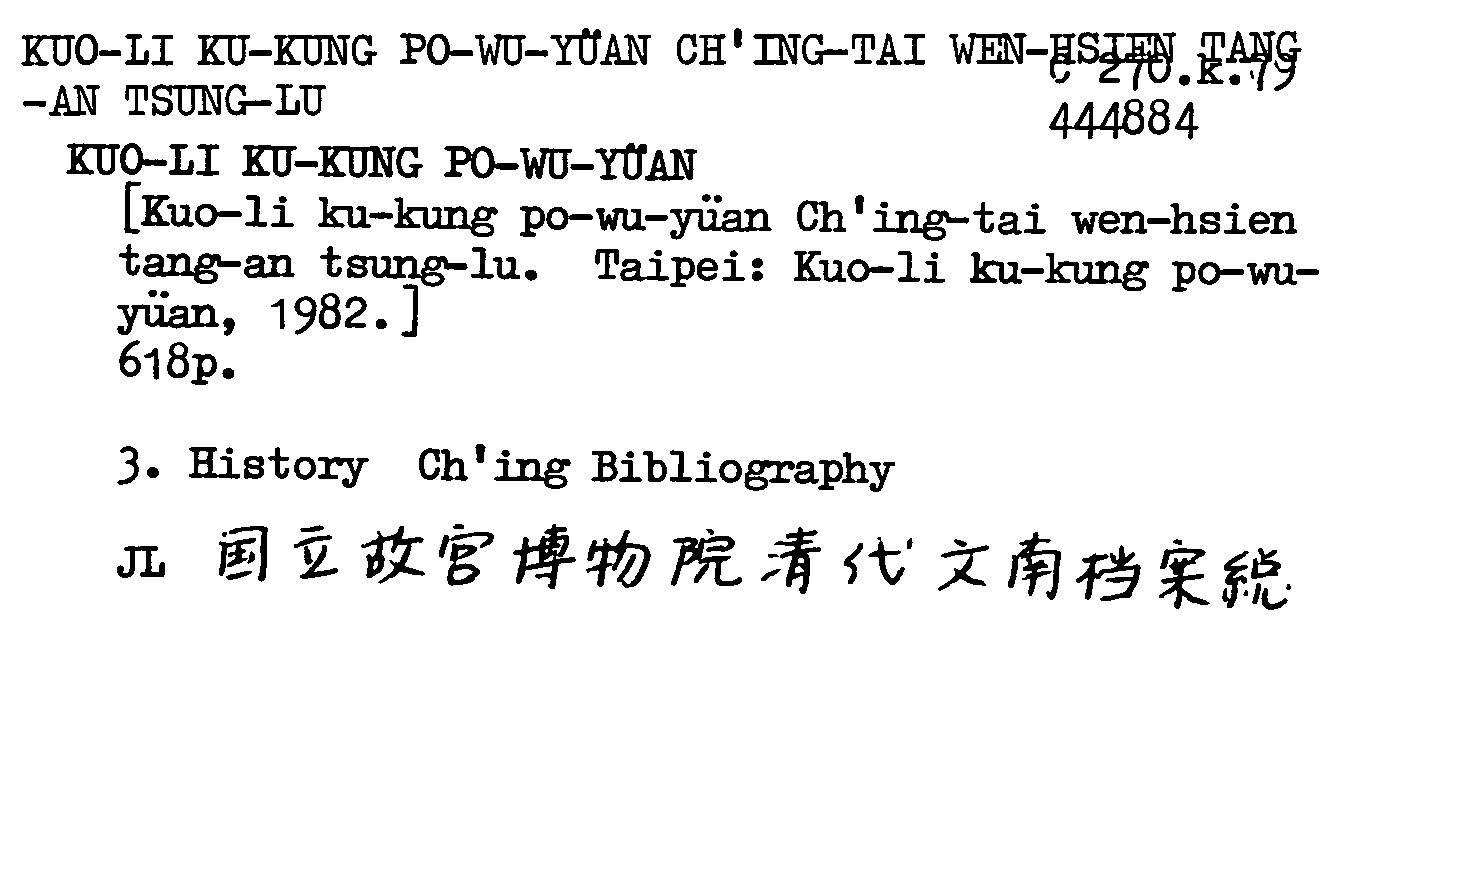 KUO-LI KU-KUNG PO-WU-YÜAN CH'ING-TAI WEN-HSIEN TANG
-AN TSUNG-LU
C 270.k.79
444884
KUO-LI KU-KUNG PO-WU-YÜAN
[Kuo-li ku-kung po-wu-yüan Ch'ing-tai wen-hsien
tang-an tsung-lu. Taipei: Kuo-li ku-kung po-wu-
yüan, 1982.]
618p.
3. History Ch'ing Bibliography
JL 国立故宫博物院清代文南档案総